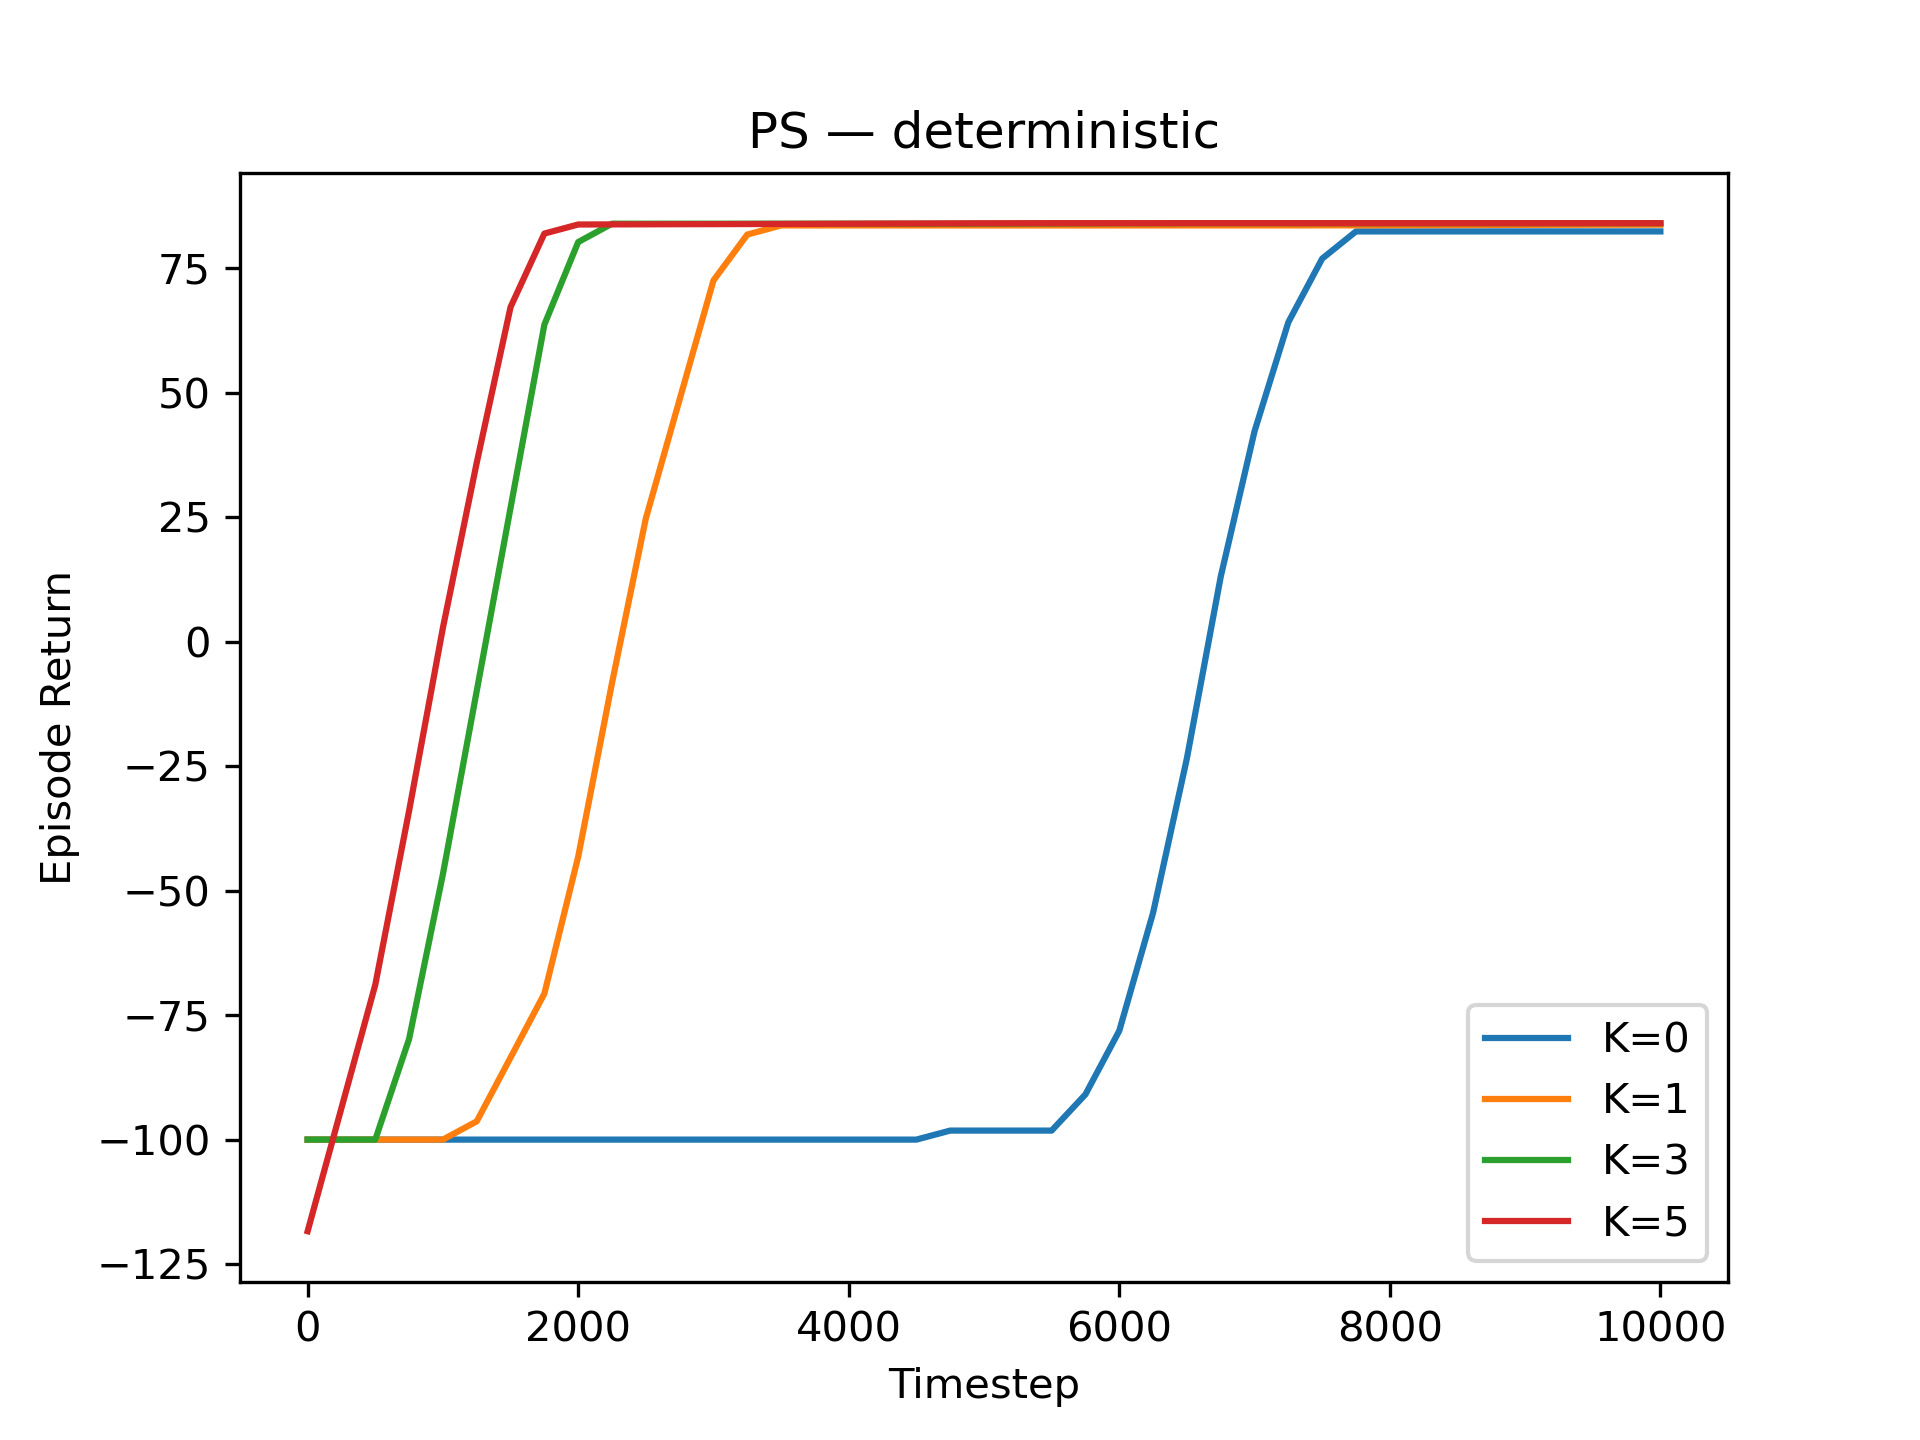 PS — deterministic
75
50
25
0
−25
−50
−75
−100
−125
Episode Return
0 2000 4000 6000 8000 10000
Timestep
K=0
K=1
K=3
K=5